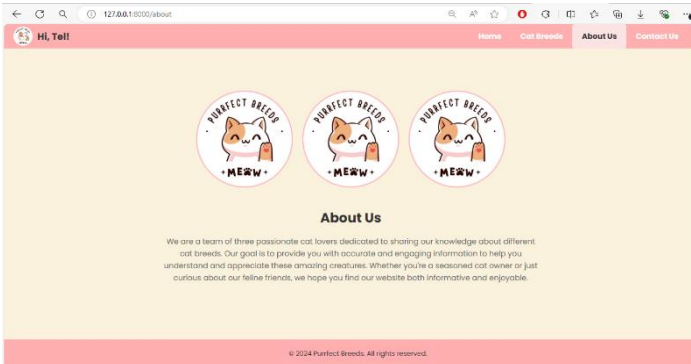 127.0.0.1:8000/about
Hi, Tel!
Home Cat Breeds About Us Contact Us
PURRFECT BREEDS PURRFECT BREEDS PURRFECT BREEDS
MEOW MEOW MEOW
About Us
We are a team of three passionate cat lovers dedicated to sharing our knowledge about different
cat breeds. Our goal is to provide you with accurate and engaging information to help you
understand and appreciate these amazing creatures. Whether you're a seasoned cat owner or just
curious about our feline friends, we hope you find our website both informative and enjoyable.
© 2024 Purrfect Breeds. All rights reserved.